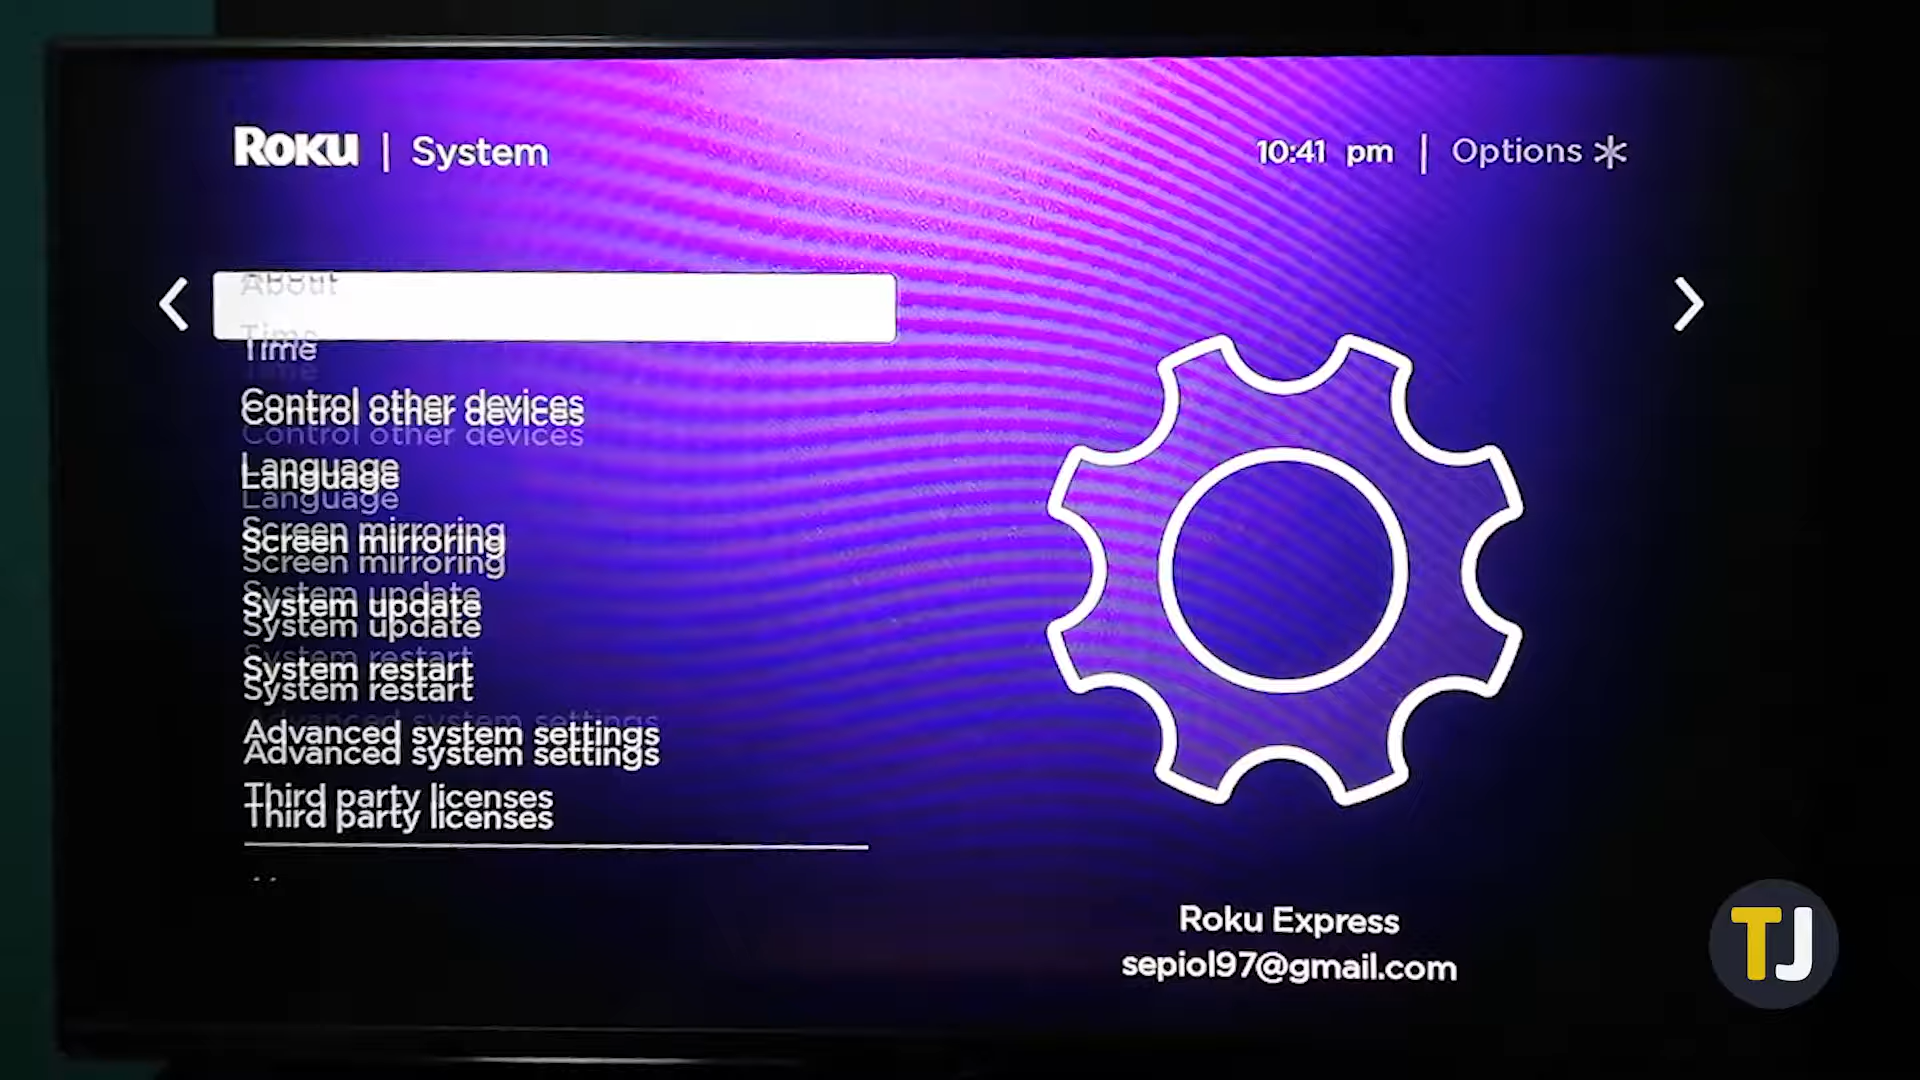 Roku | System
10:41 pm | Options
About
Time
Control other devices
Language
Screen mirroring
System update
System restart
Advanced system settings
Third party licenses
Roku Express
sepiol97@gmail.com
TJ